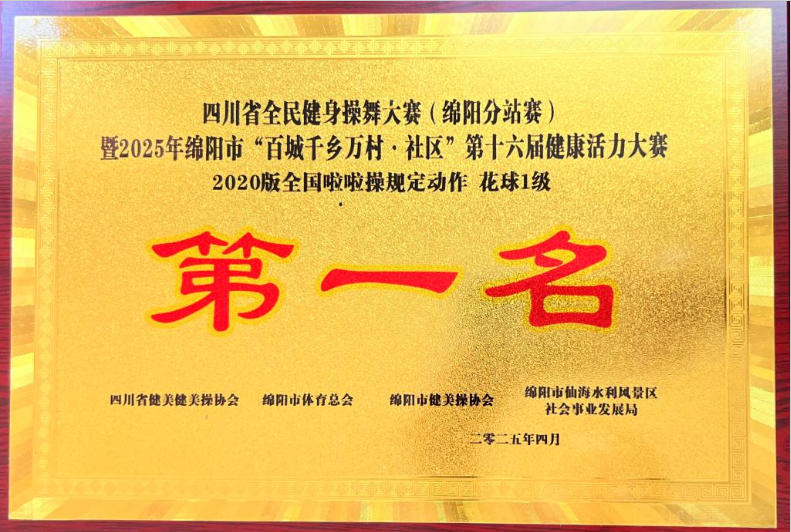 四川省全民健身操舞大赛（绵阳分站赛）
暨2025年绵阳市“百城千乡万村·社区”第十六届健康活力大赛
2020版全国啦啦操规定动作 花球1级
第一名
四川省健美健美操协会 绵阳市体育总会 绵阳市健美操协会 绵阳市仙海水利风景区
社会事业发展局
二零二五年四月